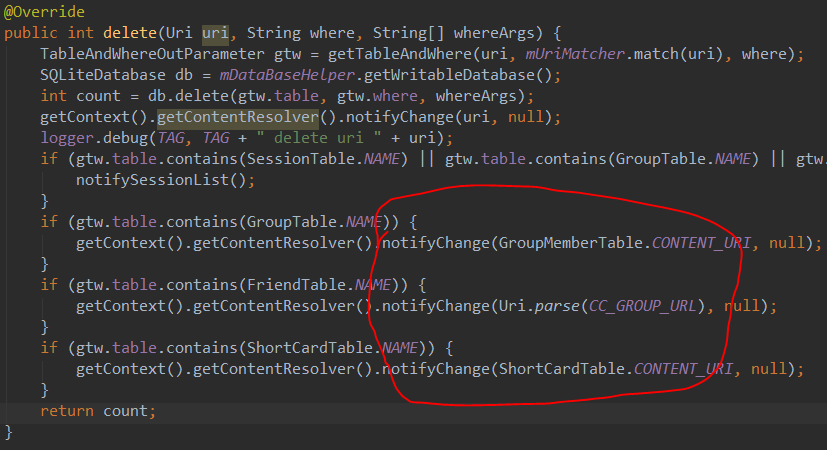 @Override
public int delete(Uri uri, String where, String[] whereArgs) {
TableAndWhereOutParameter gtw = getTableAndWhere(uri, mUriMatcher.match(uri), where);
SQLiteDatabase db = mDataBaseHelper.getWritableDatabase();
int count = db.delete(gtw.table, gtw.where, whereArgs);
getContext().getContentResolver().notifyChange(uri, null);
logger.debug(TAG, TAG + " delete uri " + uri);
if (gtw.table.contains(SessionTable.NAME) || gtw.table.contains(GroupTable.NAME) || gtw.
notifySessionList();
}
if (gtw.table.contains(GroupTable.NAME)) {
getContext().getContentResolver().notifyChange(GroupMemberTable.CONTENT_URI, null);
}
if (gtw.table.contains(FriendTable.NAME)) {
getContext().getContentResolver().notifyChange(Uri.parse(CC_GROUP_URL), null);
}
if (gtw.table.contains(ShortCardTable.NAME)) {
getContext().getContentResolver().notifyChange(ShortCardTable.CONTENT_URI, null);
}
return count;
}